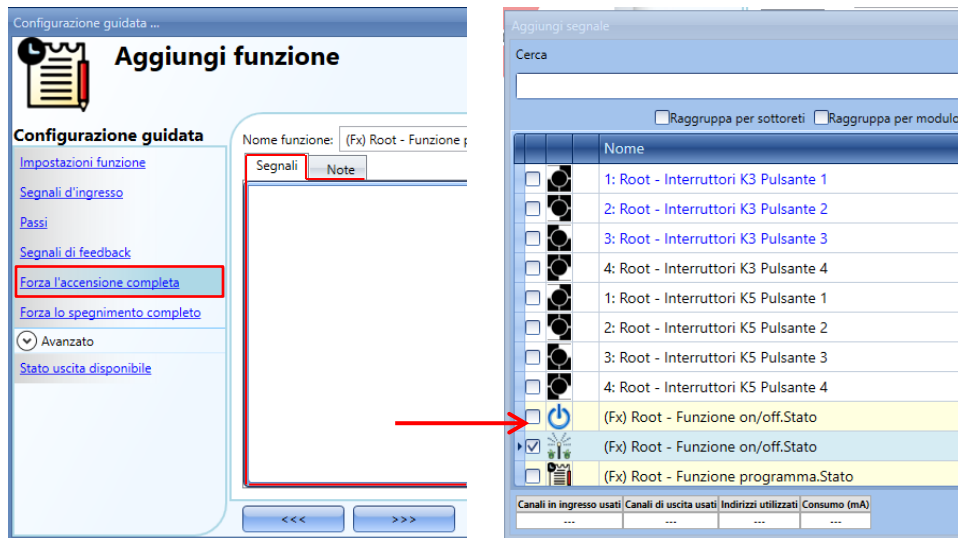 Configurazione guidata ...
Aggiungi funzione
Configurazione guidata
Impostazioni funzione
Segnali d'ingresso
Passi
Segnali di feedback
Forza l'accensione completa
Forza lo spegnimento completo
Avanzato
Stato uscita disponibile
Nome funzione: (Fx) Root - Funzione
Segnali Note
<<< >>>
Aggiungi segnale
Cerca
Raggruppa per sottoreti Raggruppa per modulo
Nome
1: Root - Interruttori K3 Pulsante 1
2: Root - Interruttori K3 Pulsante 2
3: Root - Interruttori K3 Pulsante 3
4: Root - Interruttori K3 Pulsante 4
1: Root - Interruttori K5 Pulsante 1
2: Root - Interruttori K5 Pulsante 2
3: Root - Interruttori K5 Pulsante 3
4: Root - Interruttori K5 Pulsante 4
(Fx) Root - Funzione on/off.Stato
(Fx) Root - Funzione on/off.Stato
(Fx) Root - Funzione programma.Stato
Canali in ingresso usati Canali di uscita usati Indirizzi utilizzati Consumo (mA)
--- --- --- ---